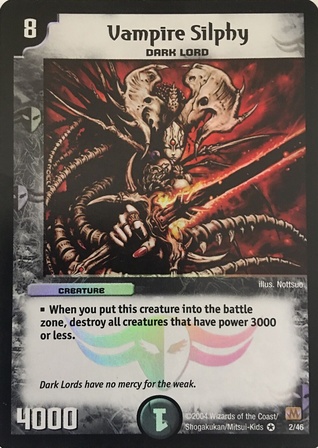 8
Vampire Silphy
DARK LORD
illus. Nottsuo
CREATURE
▪ When you put this creature into the battle
zone, destroy all creatures that have power 3000
or less.
Dark Lords have no mercy for the weak.
4000
1
©2004 Wizards of the Coast/
Shogakukan/Mitsui-Kids
2/46